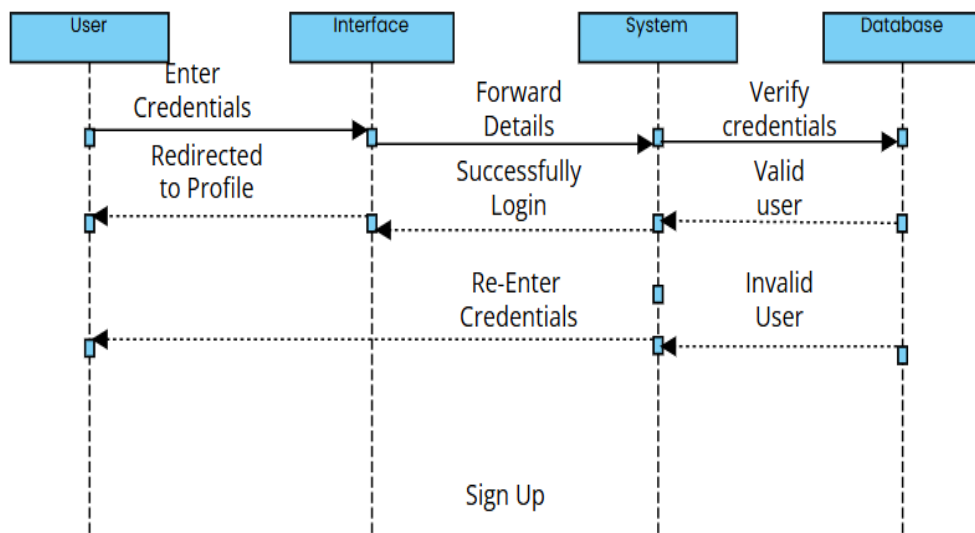 User
Interface
System
Database
Enter
Credentials
Forward
Details
Verify
credentials
Redirected
to Profile
Successfully
Login
Valid
user
Re-Enter
Credentials
Invalid
User
Sign Up